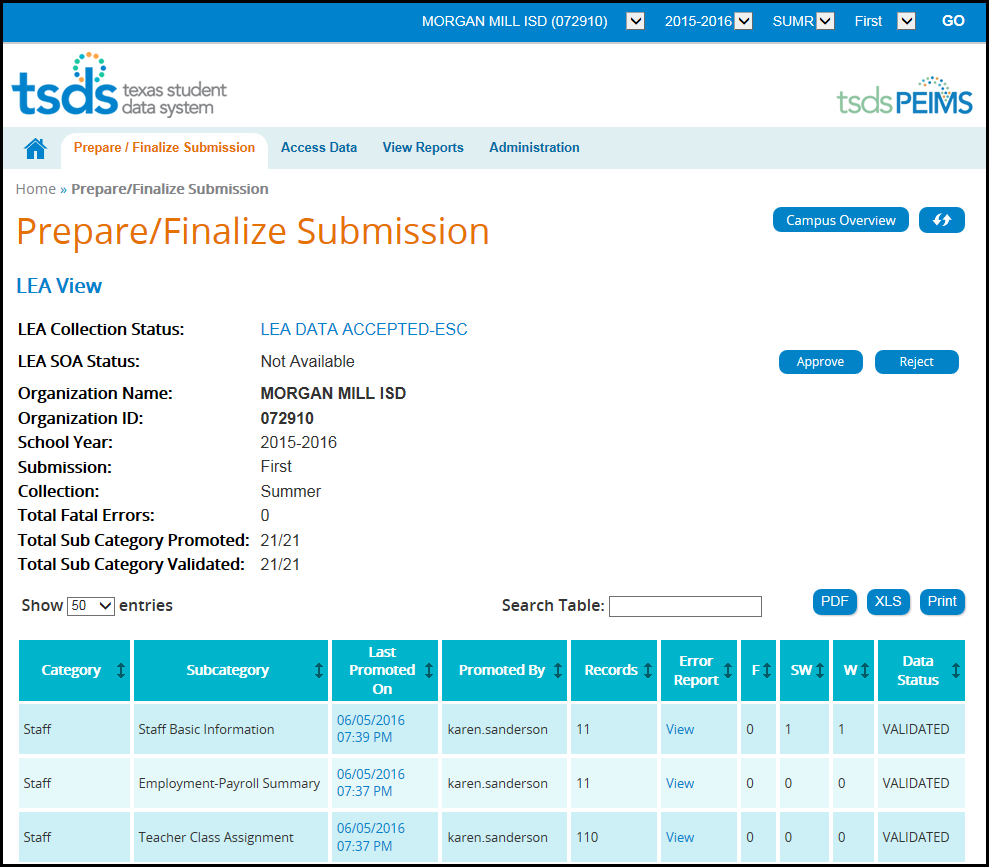 MORGAN MILL ISD (072910) 2015-2016 SUMR First GO
tsds texas student
data system
tsds PEIMS
Prepare / Finalize Submission Access Data View Reports Administration
Home » Prepare/Finalize Submission
Prepare/Finalize Submission Campus Overview
LEA View
LEA Collection Status: LEA DATA ACCEPTED-ESC
LEA SOA Status: Not Available Approve Reject
Organization Name: MORGAN MILL ISD
Organization ID: 072910
School Year: 2015-2016
Submission: First
Collection: Summer
Total Fatal Errors: 0
Total Sub Category Promoted: 21/21
Total Sub Category Validated: 21/21
Show 50 entries Search Table: PDF XLS Print
Category Subcategory Last Promoted On Promoted By Records Error Report F SW W Data Status
Staff Staff Basic Information 06/05/2016 07:39 PM karen.sanderson 11 View 0 1 1 VALIDATED
Staff Employment-Payroll Summary 06/05/2016 07:37 PM karen.sanderson 11 View 0 0 0 VALIDATED
Staff Teacher Class Assignment 06/05/2016 07:37 PM karen.sanderson 110 View 0 0 0 VALIDATED